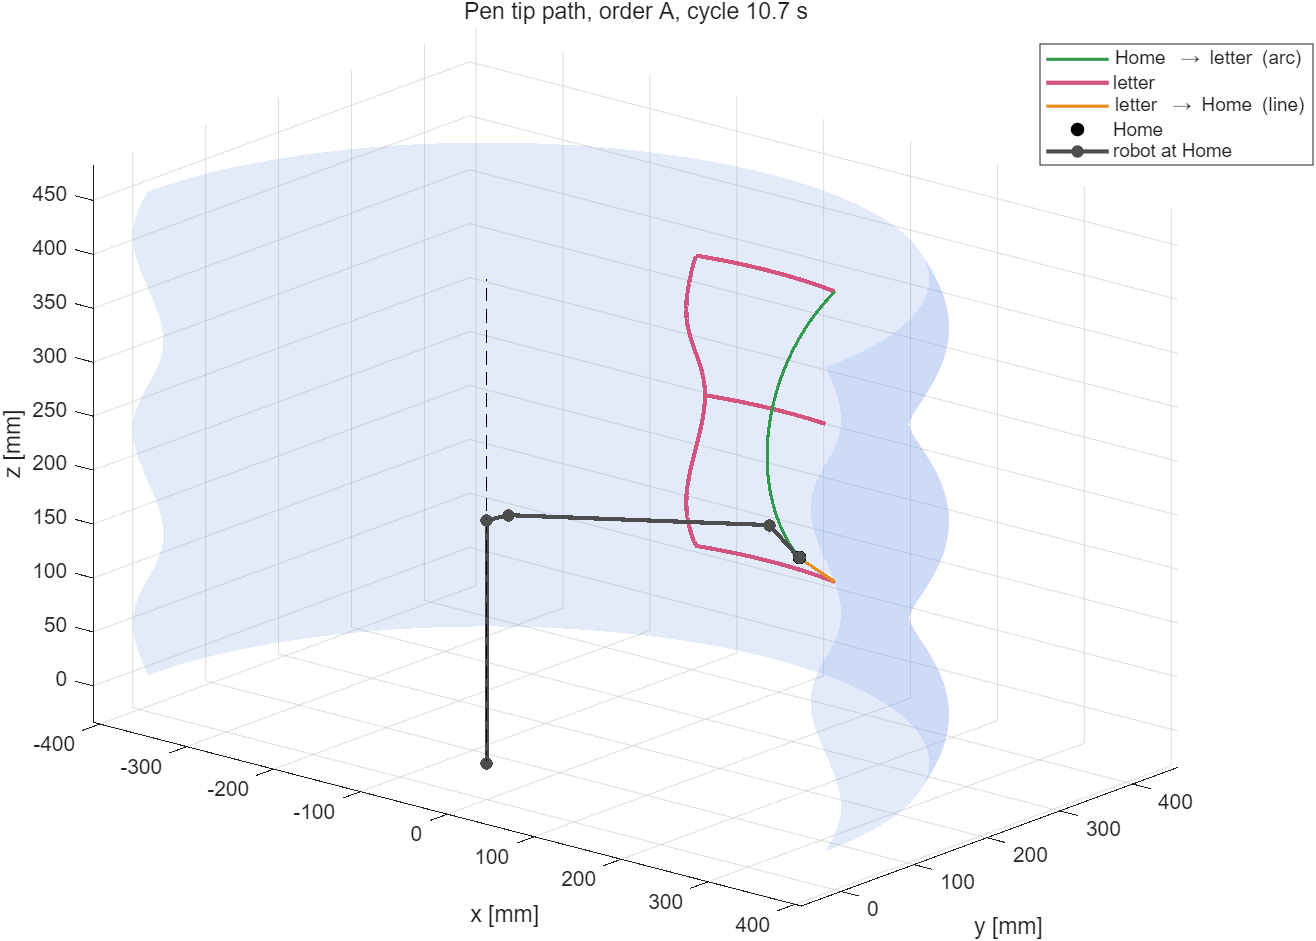 Pen tip path, order A, cycle 10.7 s
Home → letter (arc)
letter
letter → Home (line)
Home
robot at Home
450
400
350
300
250
200
150
100
50
0
z [mm]
-400
-300
-200
-100
0
100
200
300
400
x [mm]
0
100
200
300
400
y [mm]